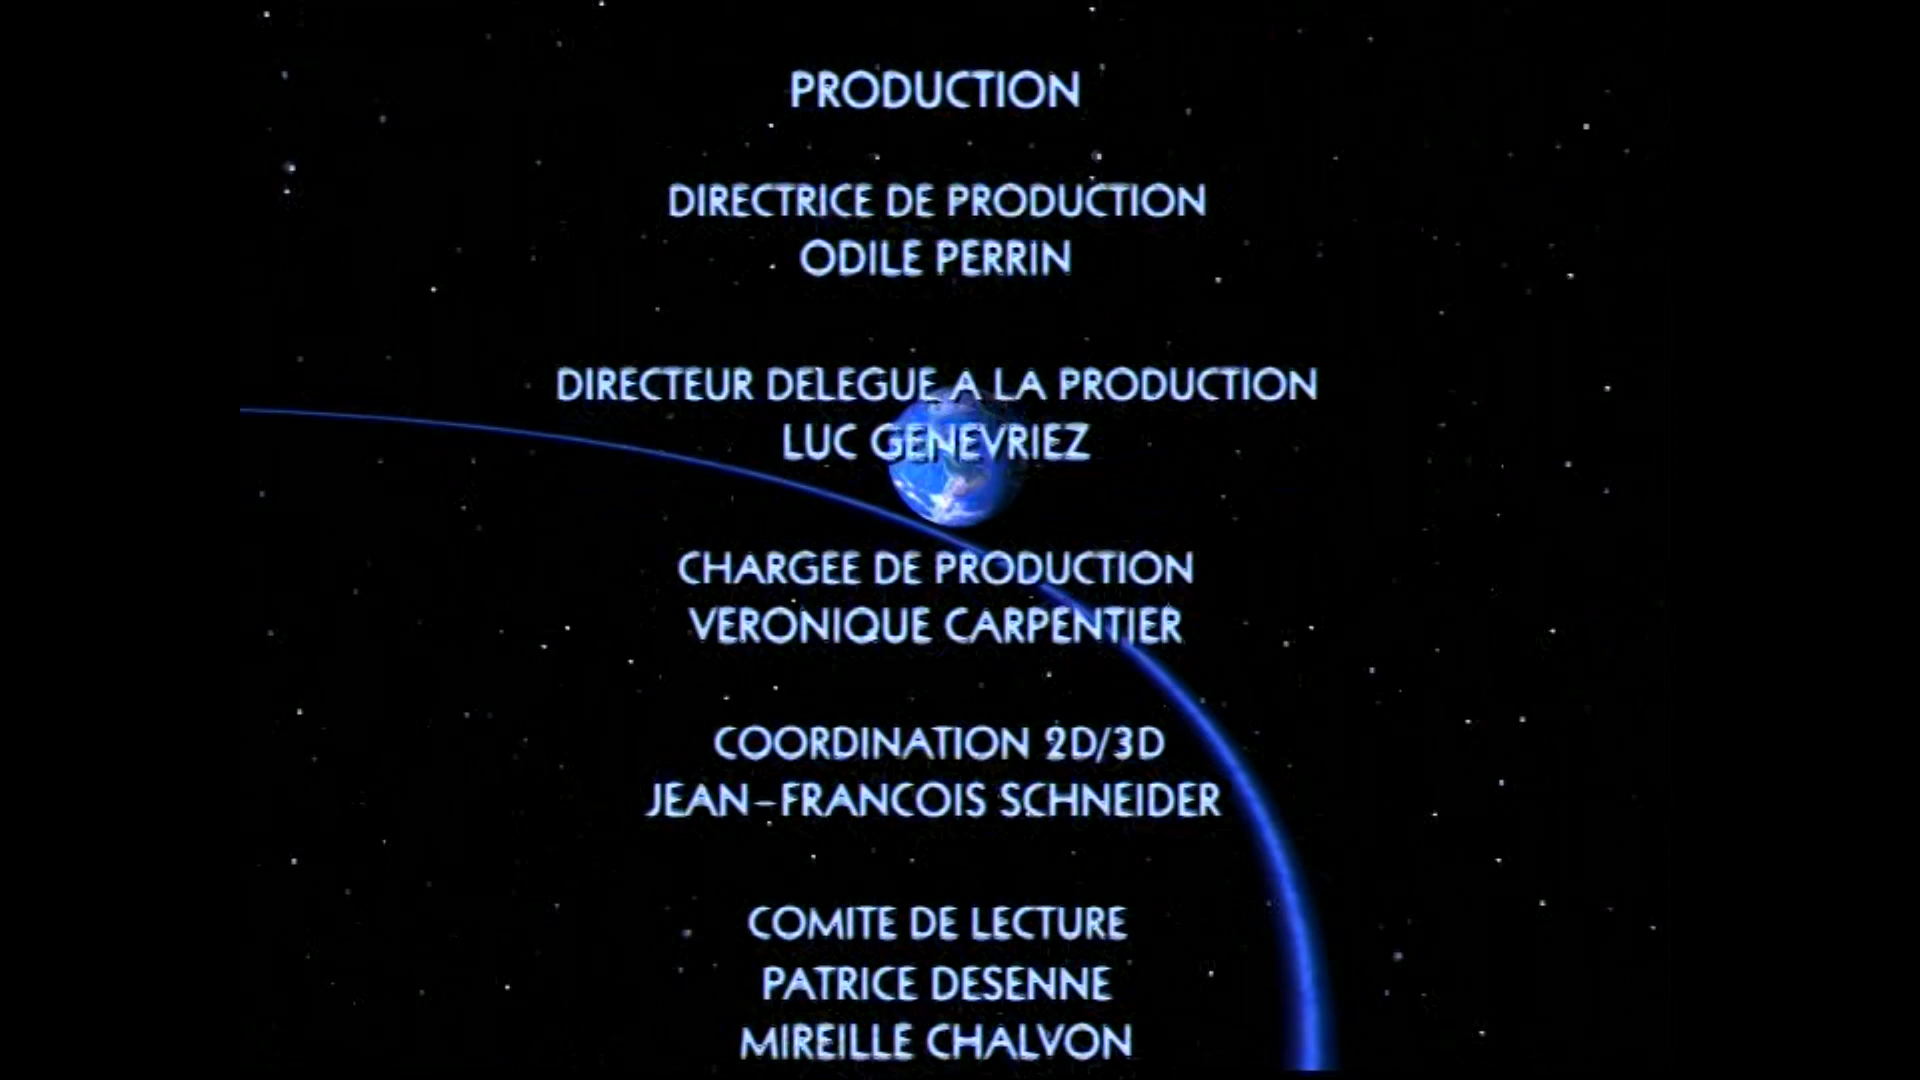 PRODUCTION
DIRECTRICE DE PRODUCTION
ODILE PERRIN
DIRECTEUR DELEGUE A LA PRODUCTION
LUC GENEVRIEZ
CHARGEE DE PRODUCTION
VERONIQUE CARPENTIER
COORDINATION 2D/3D
JEAN-FRANCOIS SCHNEIDER
COMITE DE LECTURE
PATRICE DESENNE
MIREILLE CHALVON